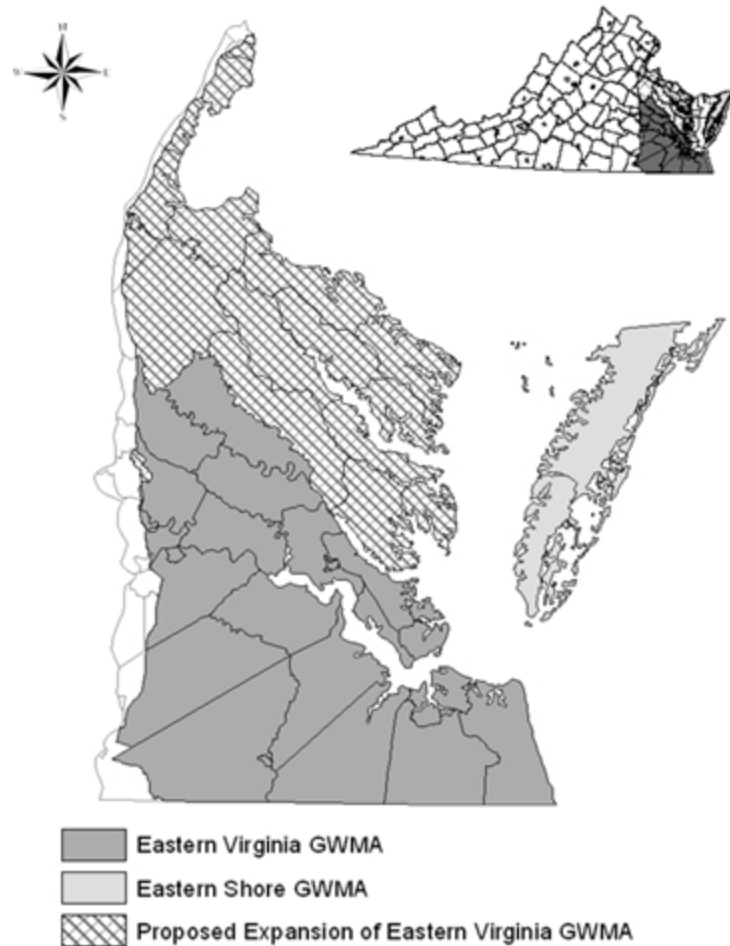 N
W E
S
Eastern Virginia GWMA
Eastern Shore GWMA
Proposed Expansion of Eastern Virginia GWMA